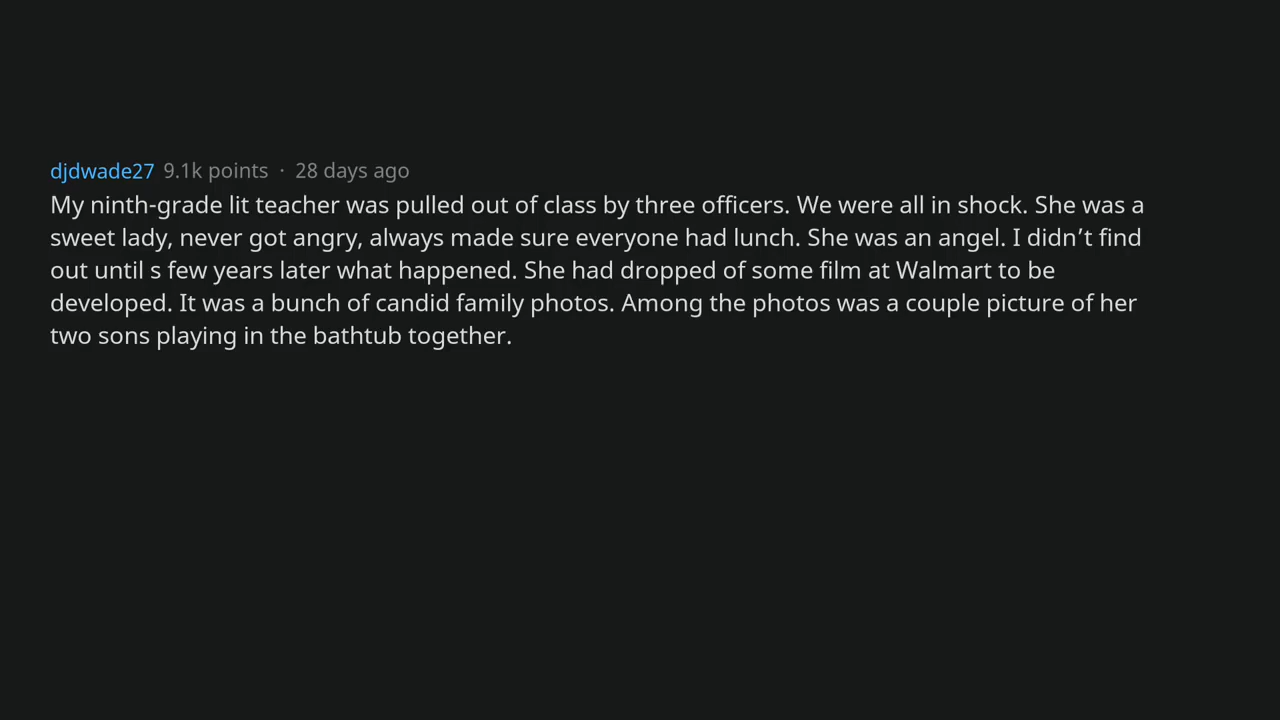 djdwade27 9.1k points · 28 days ago
My ninth-grade lit teacher was pulled out of class by three officers. We were all in shock. She was a
sweet lady, never got angry, always made sure everyone had lunch. She was an angel. I didn’t find
out until s few years later what happened. She had dropped of some film at Walmart to be
developed. It was a bunch of candid family photos. Among the photos was a couple picture of her
two sons playing in the bathtub together.